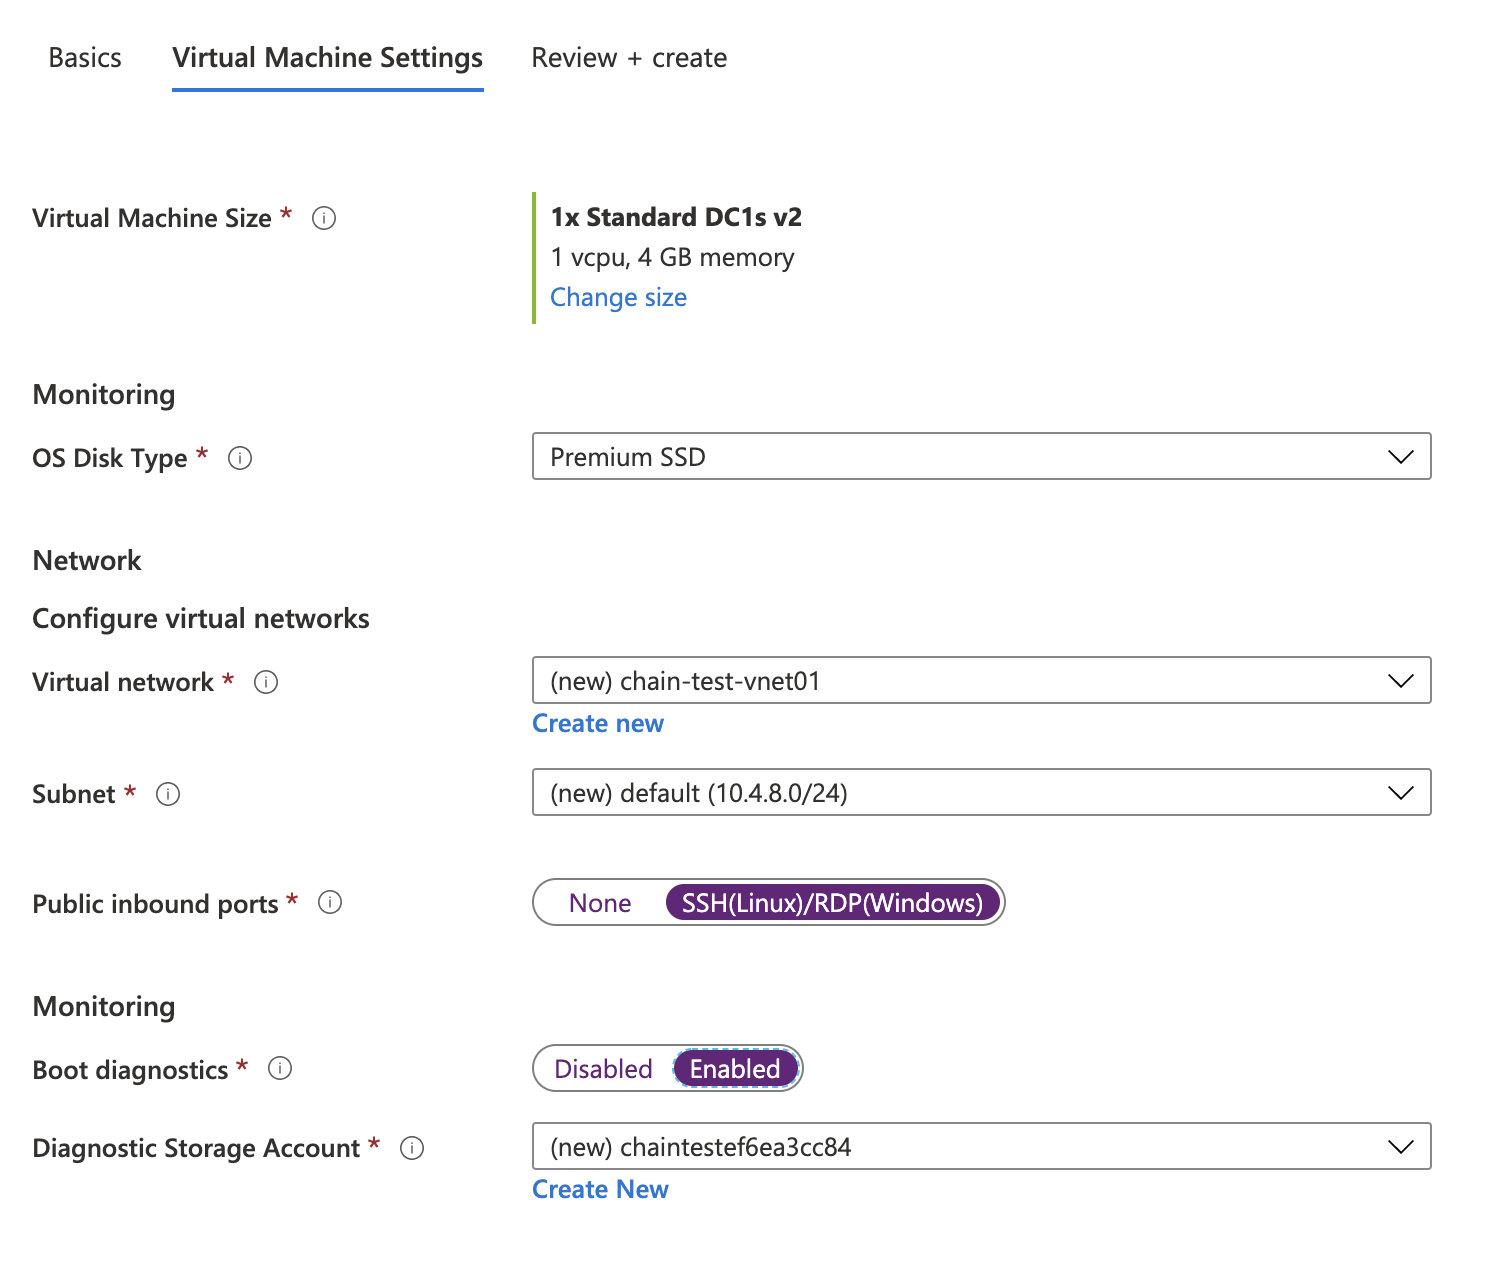 Basics Virtual Machine Settings Review + create
Virtual Machine Size * 1x Standard DC1s v2
1 vcpu, 4 GB memory
Change size
Monitoring
OS Disk Type * Premium SSD
Network
Configure virtual networks
Virtual network * (new) chain-test-vnet01
Create new
Subnet * (new) default (10.4.8.0/24)
Public inbound ports * None SSH(Linux)/RDP(Windows)
Monitoring
Boot diagnostics * Disabled Enabled
Diagnostic Storage Account * (new) chaintestef6ea3cc84
Create New